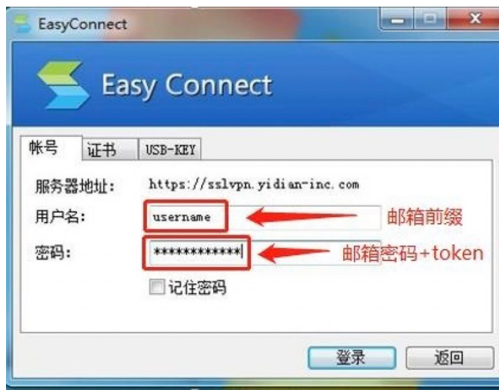 EasyConnect
Easy Connect
帐号 证书 USB-KEY
服务器地址: https://sslvpn.yidian-inc.com
用户名: username 邮箱前缀
密码: ************ 邮箱密码+token
记住密码
登录 返回